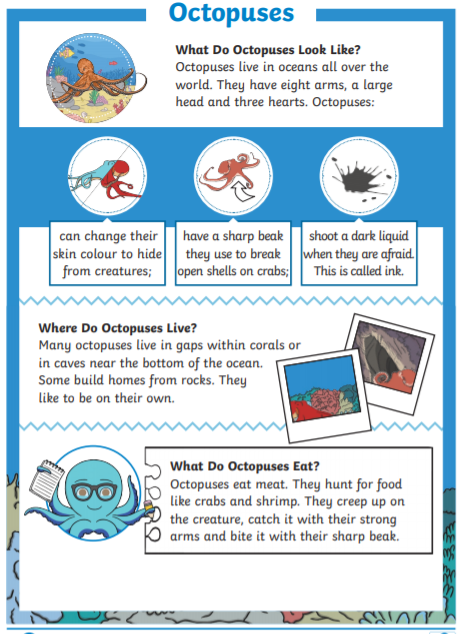 Octopuses
What Do Octopuses Look Like?
Octopuses live in oceans all over the
world. They have eight arms, a large
head and three hearts. Octopuses:
can change their
skin colour to hide
from creatures;
have a sharp beak
they use to break
open shells on crabs;
shoot a dark liquid
when they are afraid.
This is called ink.
Where Do Octopuses Live?
Many octopuses live in gaps within corals or
in caves near the bottom of the ocean.
Some build homes from rocks. They
like to be on their own.
What Do Octopuses Eat?
Octopuses eat meat. They hunt for food
like crabs and shrimp. They creep up on
the creature, catch it with their strong
arms and bite it with their sharp beak.